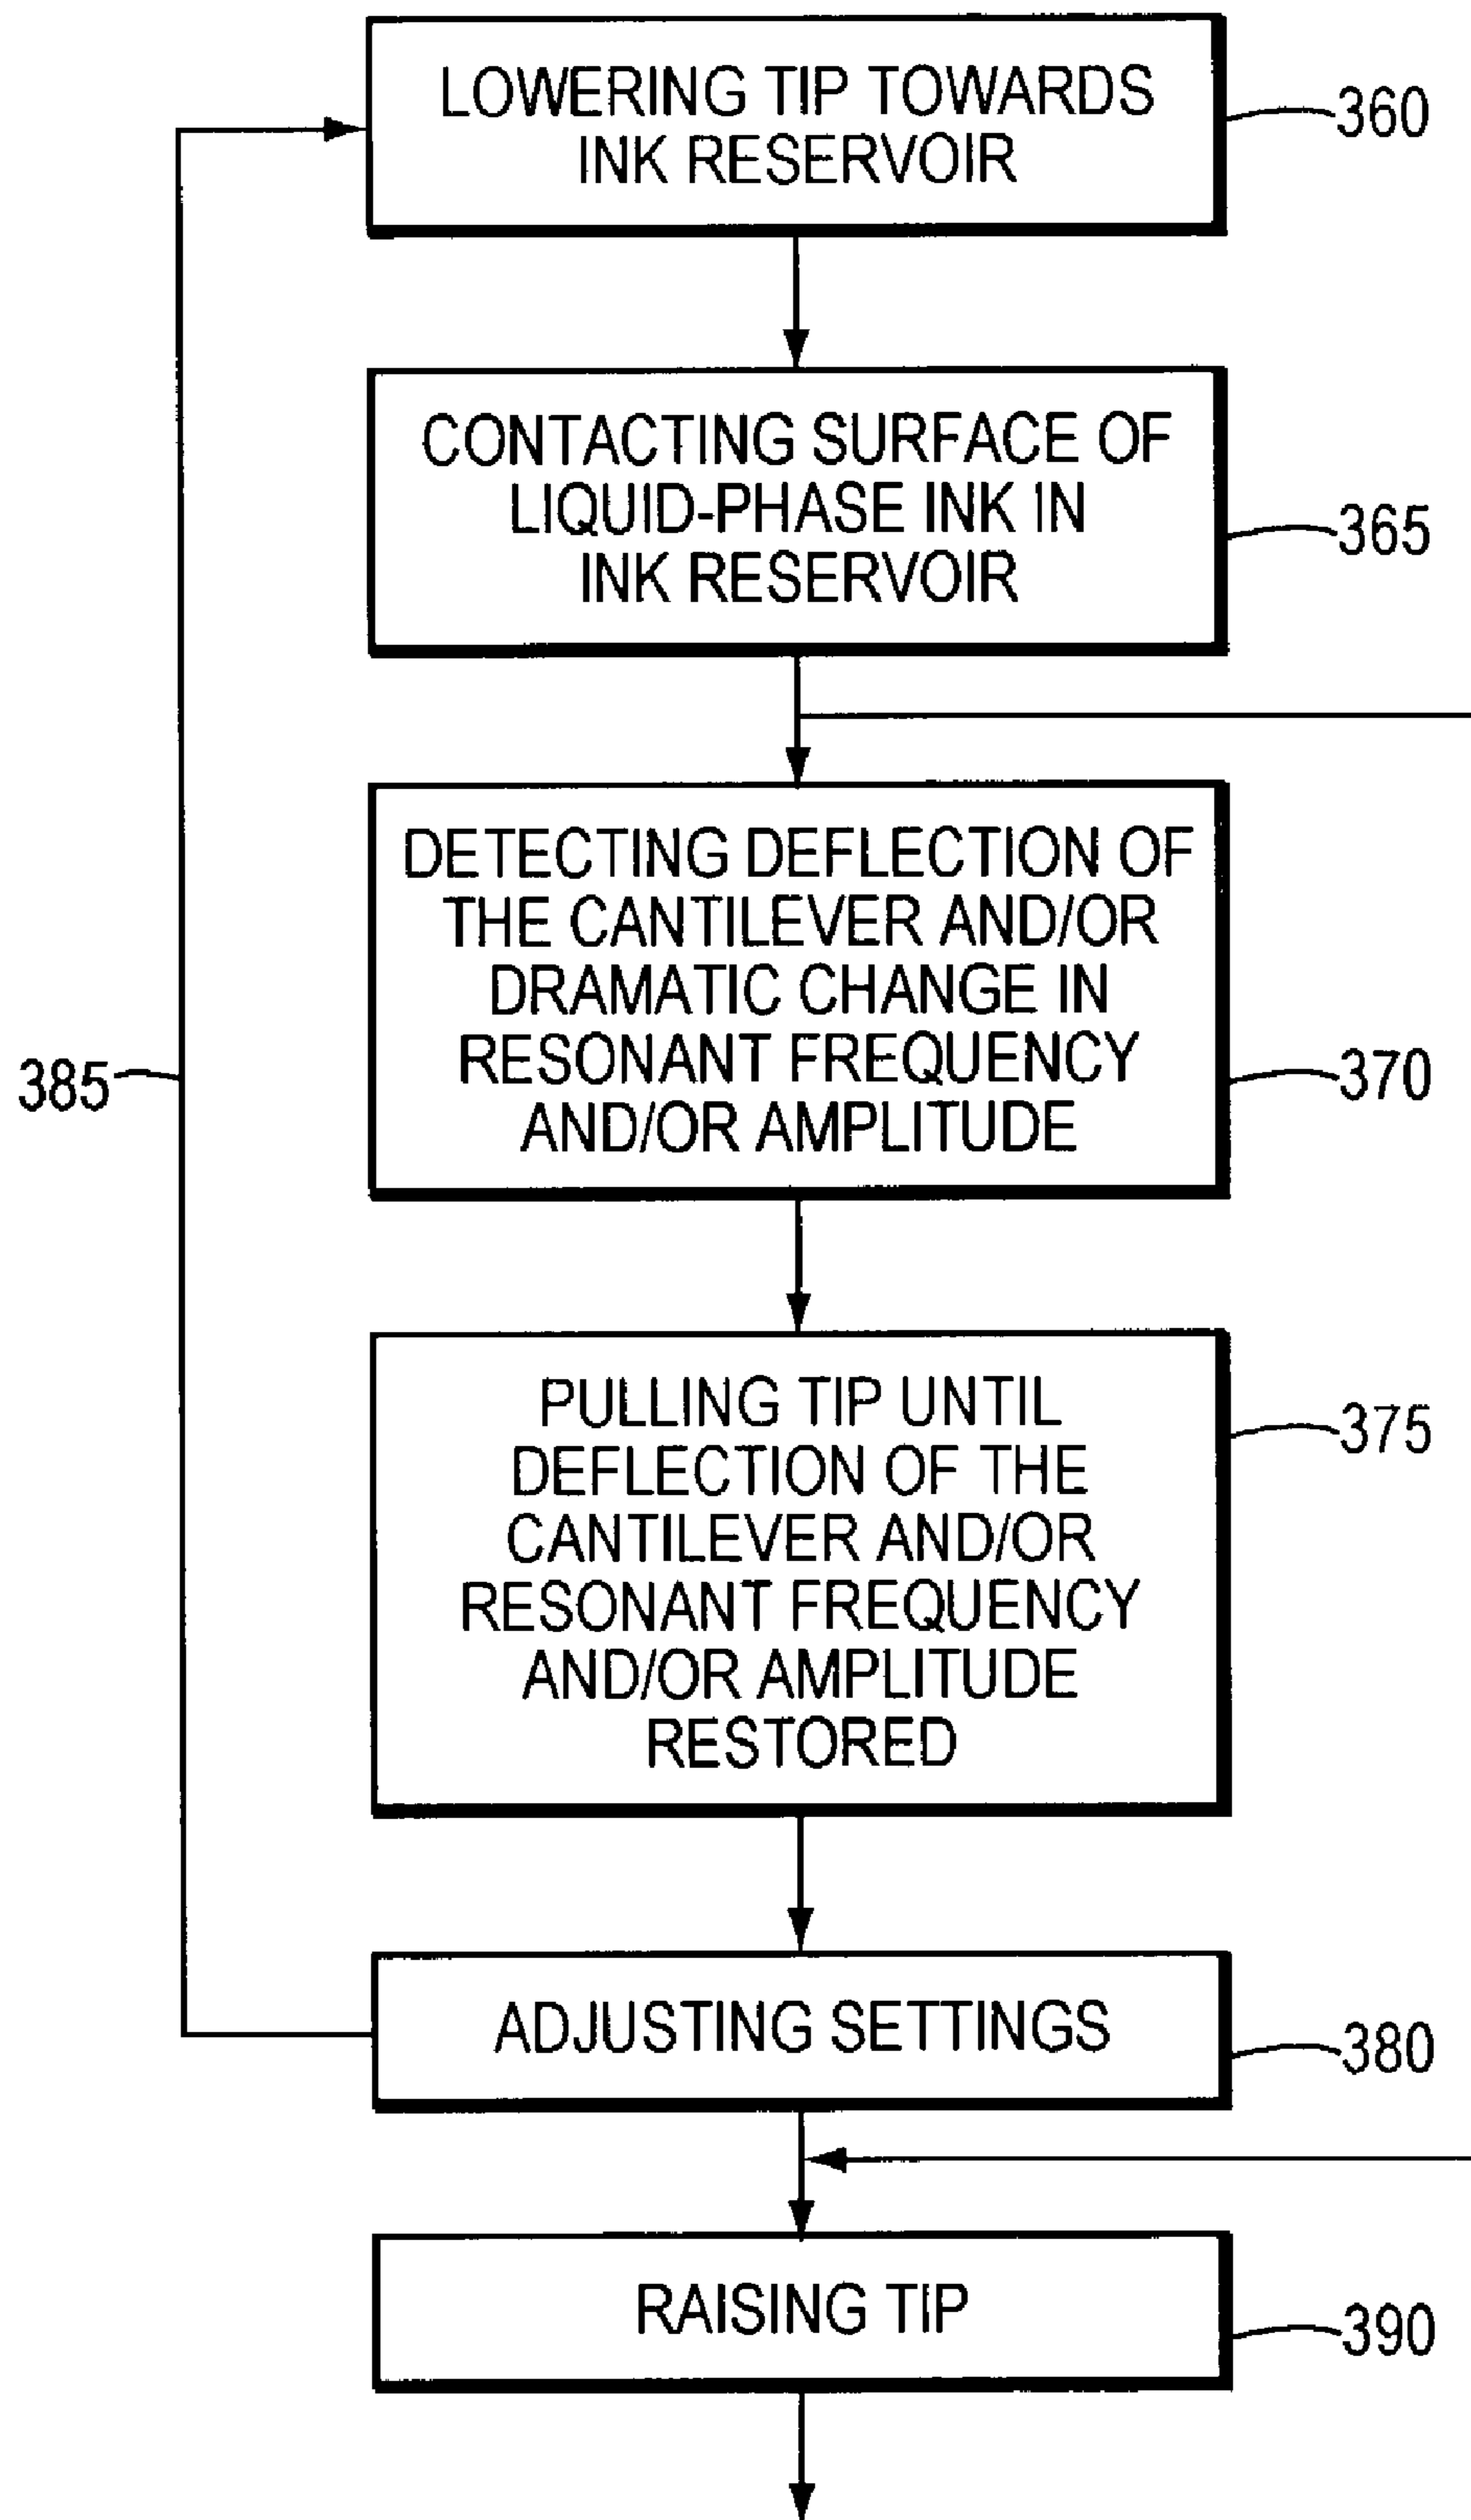 LOWERING TIP TOWARDS
INK RESERVOIR
360
CONTACTING SURFACE OF
LIQUID-PHASE INK IN
INK RESERVOIR
365
DETECTING DEFLECTION OF
THE CANTILEVER AND/OR
DRAMATIC CHANGE IN
RESONANT FREQUENCY
AND/OR AMPLITUDE
385
370
PULLING TIP UNTIL
DEFLECTION OF THE
CANTILEVER AND/OR
RESONANT FREQUENCY
AND/OR AMPLITUDE
RESTORED
375
ADJUSTING SETTINGS
380
RAISING TIP
390